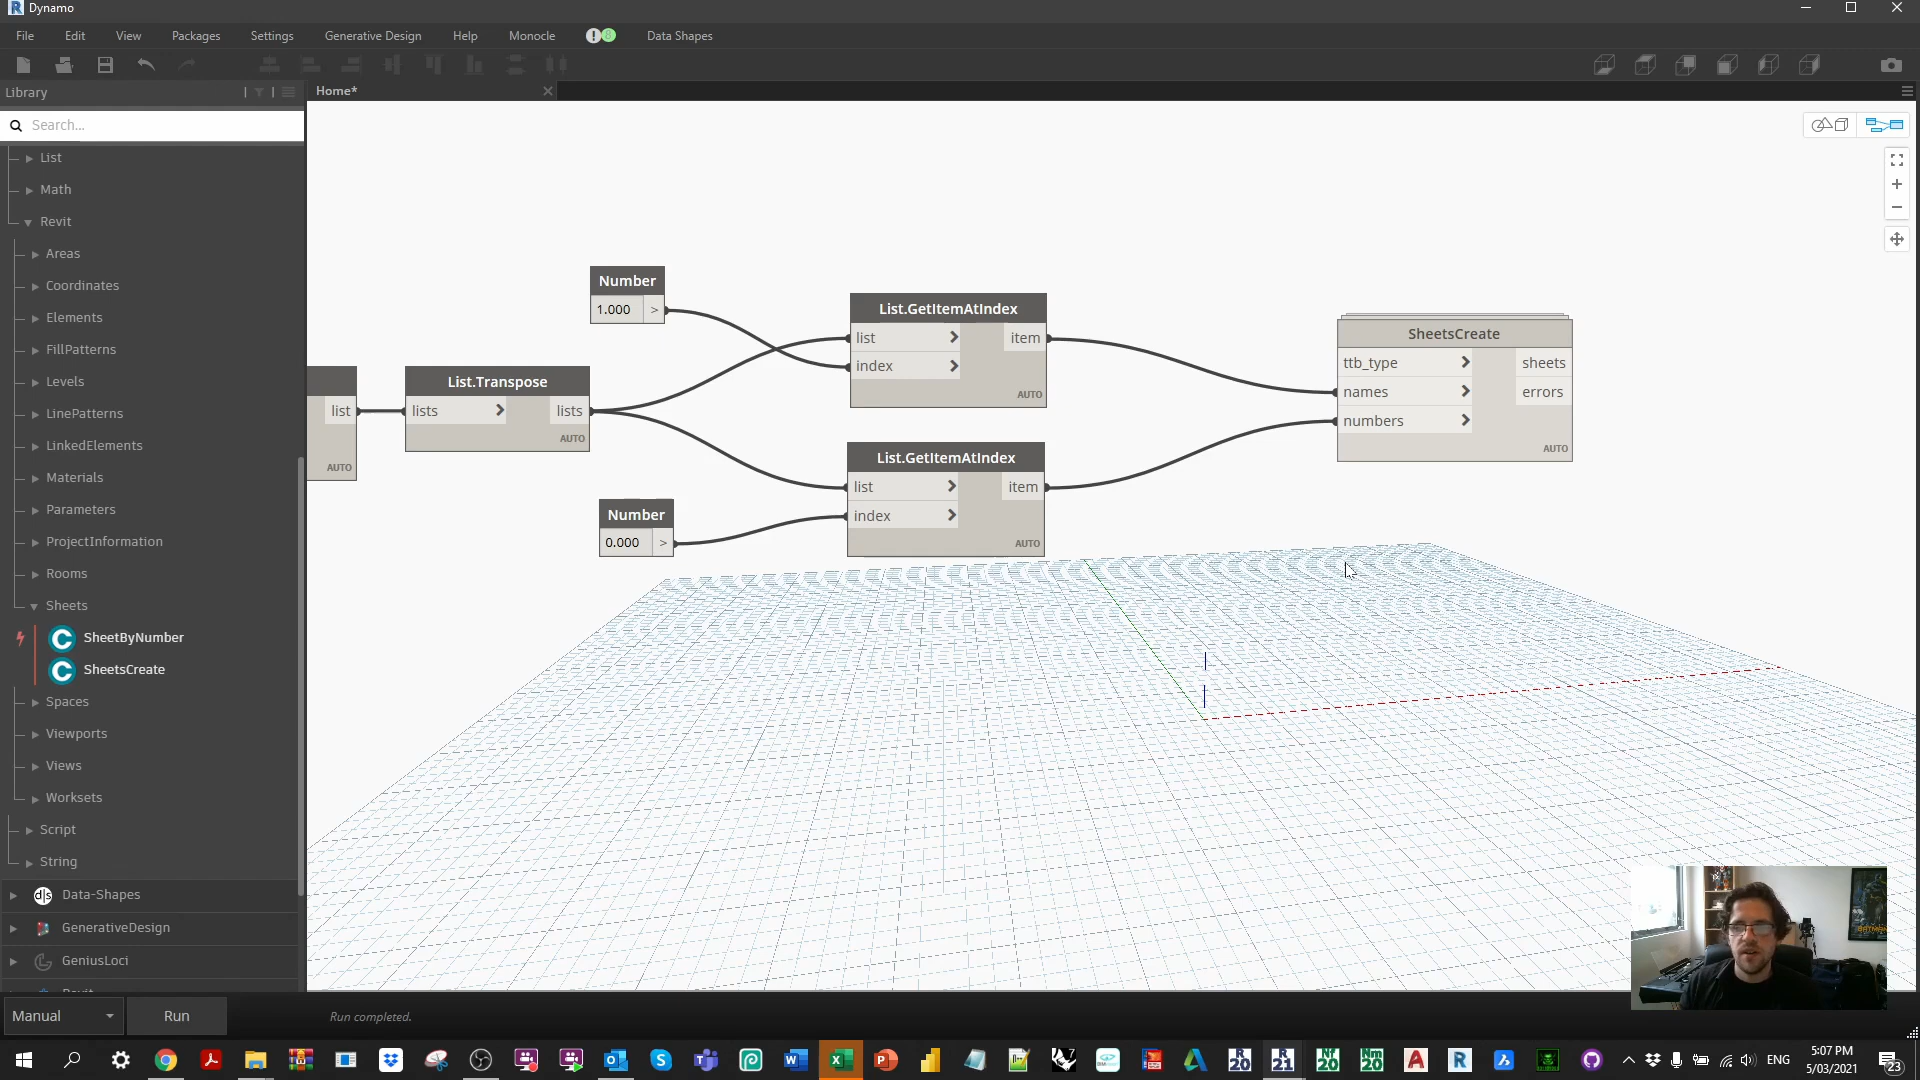 Dynamo
File Edit View Packages Settings Generative Design Help Monocle Data Shapes
Library
Home*
Search...
List
Math
Revit
Areas
Coordinates
Elements
FillPatterns
Levels
LinePatterns
LinkedElements
Materials
Parameters
ProjectInformation
Rooms
Sheets
SheetByNumber
SheetsCreate
Spaces
Viewports
Views
Worksets
Script
String
Data-Shapes
GenerativeDesign
GeniusLoci
list
AUTO
List.Transpose
lists > lists
AUTO
Number
1.000 >
Number
0.000 >
List.GetItemAtIndex
list > item
index >
AUTO
List.GetItemAtIndex
list > item
index >
AUTO
SheetsCreate
ttb_type > sheets
names > errors
numbers >
AUTO
Manual Run Run completed.
ENG
5:07 PM
5/03/2021
23